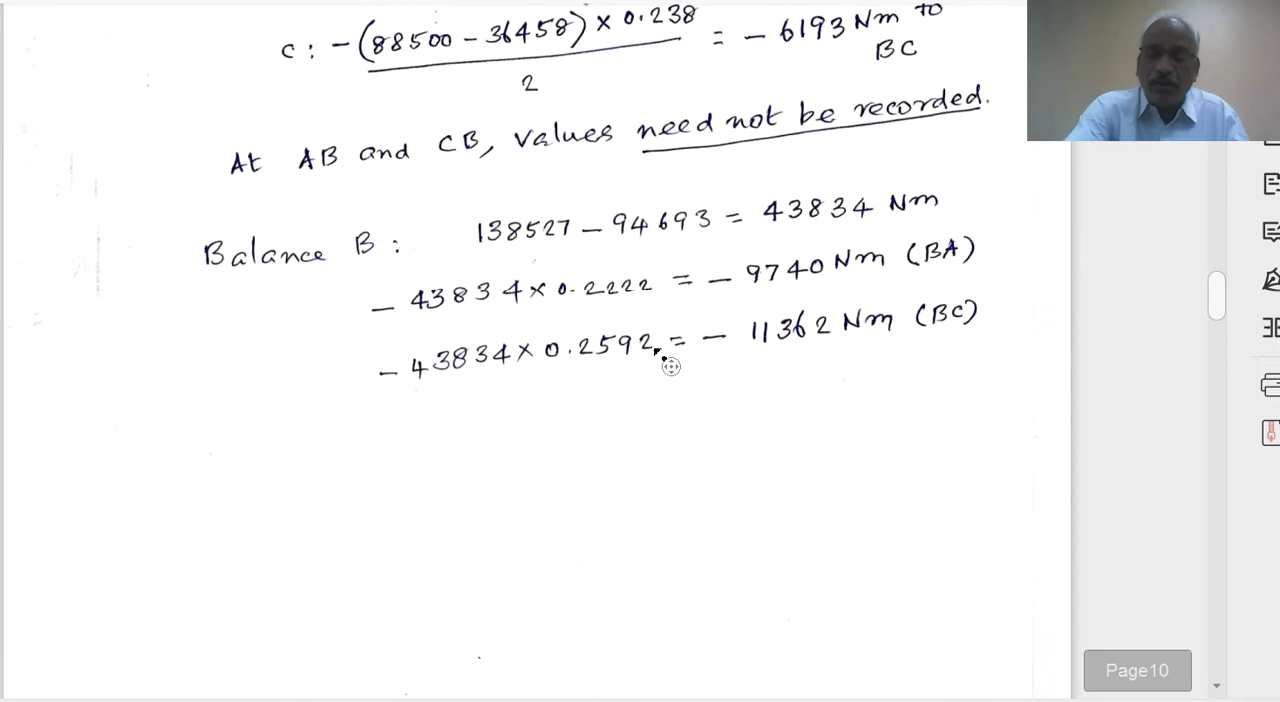 C : - (88500 - 36458) × 0.238 / 2 = - 6193 Nm to BC
At AB and CB, values need not be recorded.
Balance B : 138527 - 94693 = 43834 Nm
- 43834 × 0.2222 = - 9740 Nm (BA)
- 43834 × 0.2592 = - 11362 Nm (BC)
Page10